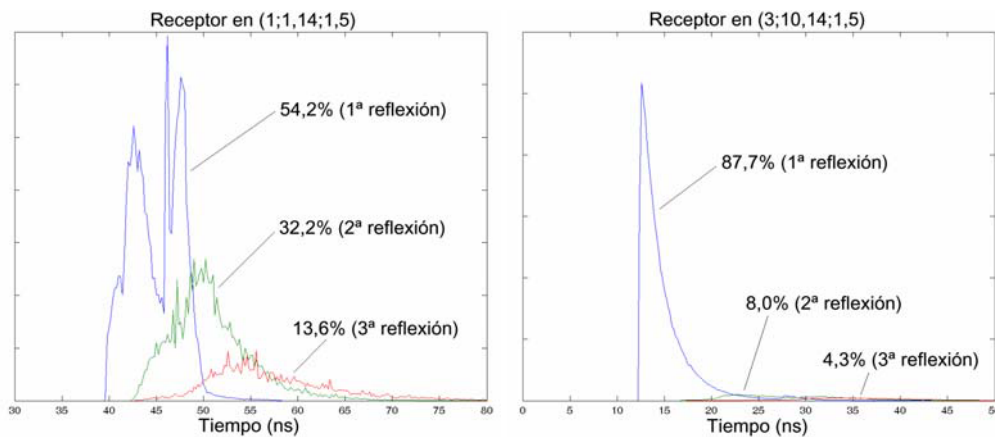 Receptor en (1;1,14;1,5)
54,2% (1ª reflexión)
32,2% (2ª reflexión)
13,6% (3ª reflexión)
30 35 40 45 50 55 60 65 70 75 80
Tiempo (ns)
Receptor en (3;10,14;1,5)
87,7% (1ª reflexión)
8,0% (2ª reflexión)
4,3% (3ª reflexión)
0 5 10 15 20 25 30 35 40 45 50
Tiempo (ns)